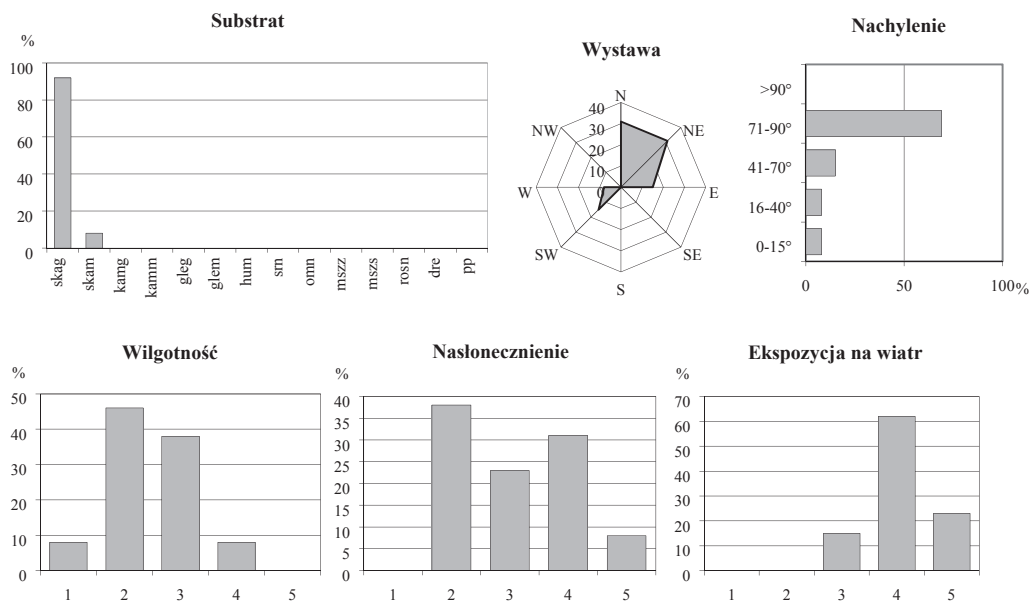 Substrat
%
100
80
60
40
20
0
skag
skam
kamg
kamm
gleg
glem
hum
srn
omn
mszz
mszs
rosn
dre
pp
Wystawa
N
NE
E
SE
S
SW
W
NW
40
30
20
10
0
Nachylenie
>90°
71-90°
41-70°
16-40°
0-15°
0 50 100%
Wilgotność
%
50
40
30
20
10
0
1 2 3 4 5
Nasłonecznienie
%
40
35
30
25
20
15
10
5
0
1 2 3 4 5
Ekspozycja na wiatr
%
70
60
50
40
30
20
10
0
1 2 3 4 5